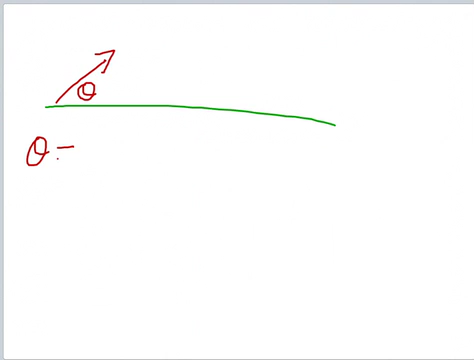 θ
θ =